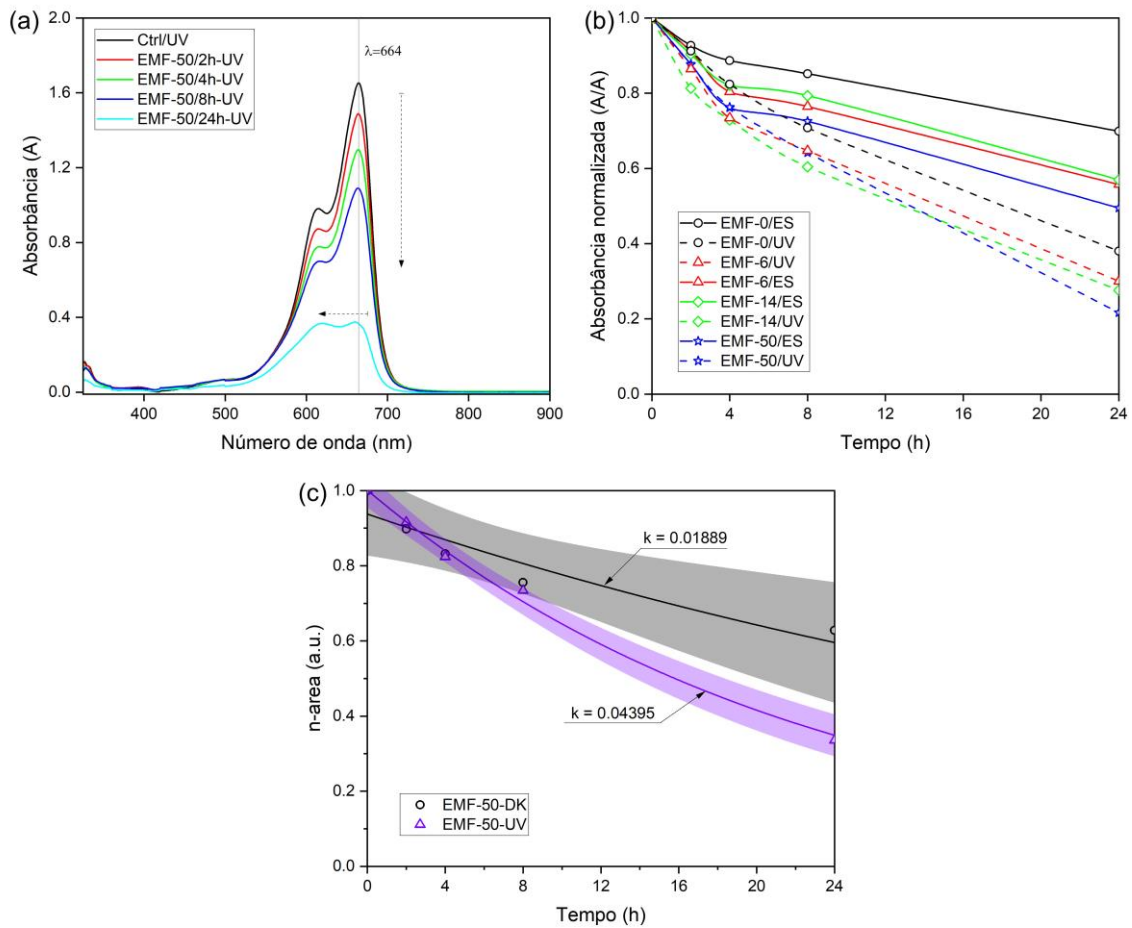 (a)
2.0
1.6
1.2
0.8
0.4
0.0
Absorbância (A)
Ctrl/UV
EMF-50/2h-UV
EMF-50/4h-UV
EMF-50/8h-UV
EMF-50/24h-UV
λ=664
400
500
600
700
800
900
Número de onda (nm)
(b)
1.0
0.8
0.6
0.4
0.2
0.0
Absorbância normalizada (A/A)
EMF-0/ES
EMF-0/UV
EMF-6/UV
EMF-6/ES
EMF-14/ES
EMF-14/UV
EMF-50/ES
EMF-50/UV
0
4
8
12
16
20
24
Tempo (h)
(c)
1.0
0.8
0.6
0.4
0.2
0.0
n-area (a.u.)
k = 0.01889
k = 0.04395
EMF-50-DK
EMF-50-UV
0
4
8
12
16
20
24
Tempo (h)